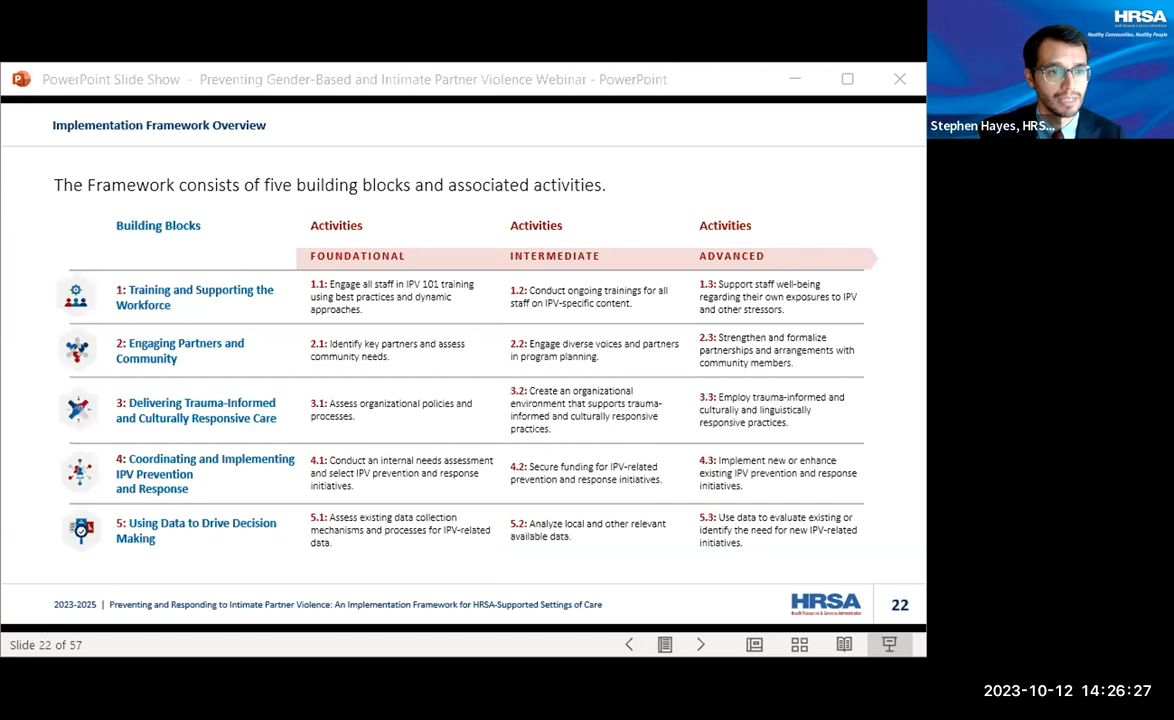 PowerPoint Slide Show - Preventing Gender-Based and Intimate Partner Violence Webinar - PowerPoint
HRSA
Healthy Communities, Healthy People
Stephen Hayes, HRS...
Implementation Framework Overview
The Framework consists of five building blocks and associated activities.
Building Blocks
Activities
Activities
Activities
FOUNDATIONAL
INTERMEDIATE
ADVANCED
1: Training and Supporting the
Workforce
1.1: Engage all staff in IPV 101 training
using best practices and dynamic
approaches.
1.2: Conduct ongoing trainings for all
staff on IPV-specific content.
1.3: Support staff well-being
regarding their own exposures to IPV
and other stressors.
2: Engaging Partners and
Community
2.1: Identify key partners and assess
community needs.
2.2: Engage diverse voices and partners
in program planning.
2.3: Strengthen and formalize
partnerships and arrangements with
community members.
3: Delivering Trauma-Informed
and Culturally Responsive Care
3.1: Assess organizational policies and
processes.
3.2: Create an organizational
environment that supports trauma-
informed and culturally responsive
practices.
3.3: Employ trauma-informed and
culturally and linguistically
responsive practices.
4: Coordinating and Implementing
IPV Prevention
and Response
4.1: Conduct an internal needs assessment
and select IPV prevention and response
initiatives.
4.2: Secure funding for IPV-related
prevention and response initiatives.
4.3: Implement new or enhance
existing IPV prevention and response
initiatives.
5: Using Data to Drive Decision
Making
5.1: Assess existing data collection
mechanisms and processes for IPV-related
data.
5.2: Analyze local and other relevant
available data.
5.3: Use data to evaluate existing or
identify the need for new IPV-related
initiatives.
2023-2025 | Preventing and Responding to Intimate Partner Violence: An Implementation Framework for HRSA-Supported Settings of Care
HRSA
22
Slide 22 of 57
2023-10-12 14:26:27